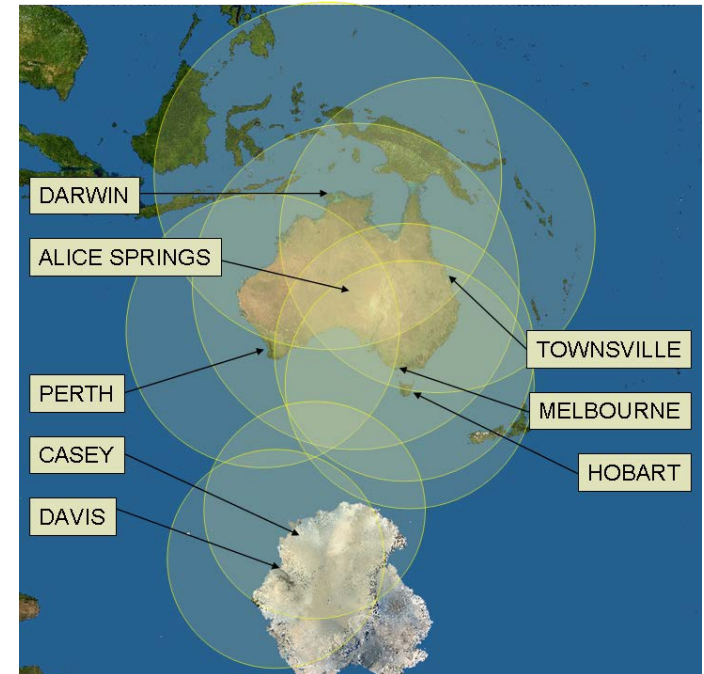 DARWIN
ALICE SPRINGS
TOWNSVILLE
PERTH
MELBOURNE
CASEY
HOBART
DAVIS